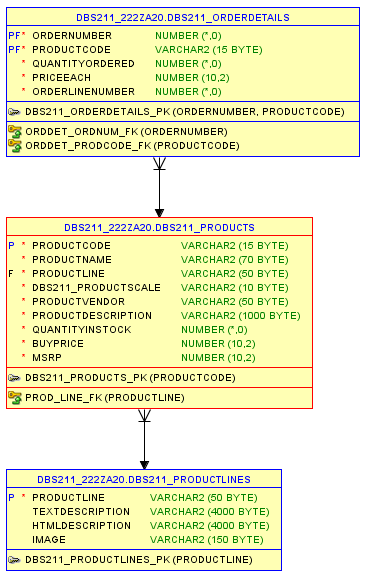 DBS211_222ZA20.DBS211_ORDERDETAILS
PF* ORDERNUMBER NUMBER (*,0)
PF* PRODUCTCODE VARCHAR2 (15 BYTE)
* QUANTITYORDERED NUMBER (*,0)
* PRICEEACH NUMBER (10,2)
* ORDERLINENUMBER NUMBER (*,0)
DBS211_ORDERDETAILS_PK (ORDERNUMBER, PRODUCTCODE)
ORDDET_ORDNUM_FK (ORDERNUMBER)
ORDDET_PRODCODE_FK (PRODUCTCODE)
DBS211_222ZA20.DBS211_PRODUCTS
P * PRODUCTCODE VARCHAR2 (15 BYTE)
* PRODUCTNAME VARCHAR2 (70 BYTE)
F * PRODUCTLINE VARCHAR2 (50 BYTE)
* DBS211_PRODUCTSCALE VARCHAR2 (10 BYTE)
* PRODUCTVENDOR VARCHAR2 (50 BYTE)
* PRODUCTDESCRIPTION VARCHAR2 (1000 BYTE)
* QUANTITYINSTOCK NUMBER (*,0)
* BUYPRICE NUMBER (10,2)
* MSRP NUMBER (10,2)
DBS211_PRODUCTS_PK (PRODUCTCODE)
PROD_LINE_FK (PRODUCTLINE)
DBS211_222ZA20.DBS211_PRODUCTLINES
P * PRODUCTLINE VARCHAR2 (50 BYTE)
TEXTDESCRIPTION VARCHAR2 (4000 BYTE)
HTMLDESCRIPTION VARCHAR2 (4000 BYTE)
IMAGE VARCHAR2 (150 BYTE)
DBS211_PRODUCTLINES_PK (PRODUCTLINE)